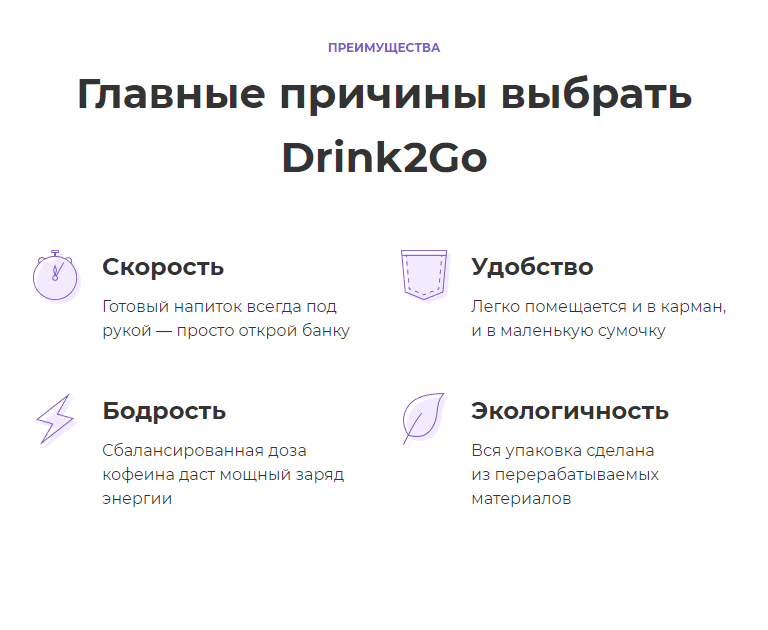 ПРЕИМУЩЕСТВА
Главные причины выбрать
Drink2Go
Скорость
Готовый напиток всегда под
рукой — просто открой банку
Удобство
Легко помещается и в карман,
и в маленькую сумочку
Бодрость
Сбалансированная доза
кофеина даст мощный заряд
энергии
Экологичность
Вся упаковка сделана
из перерабатываемых
материалов